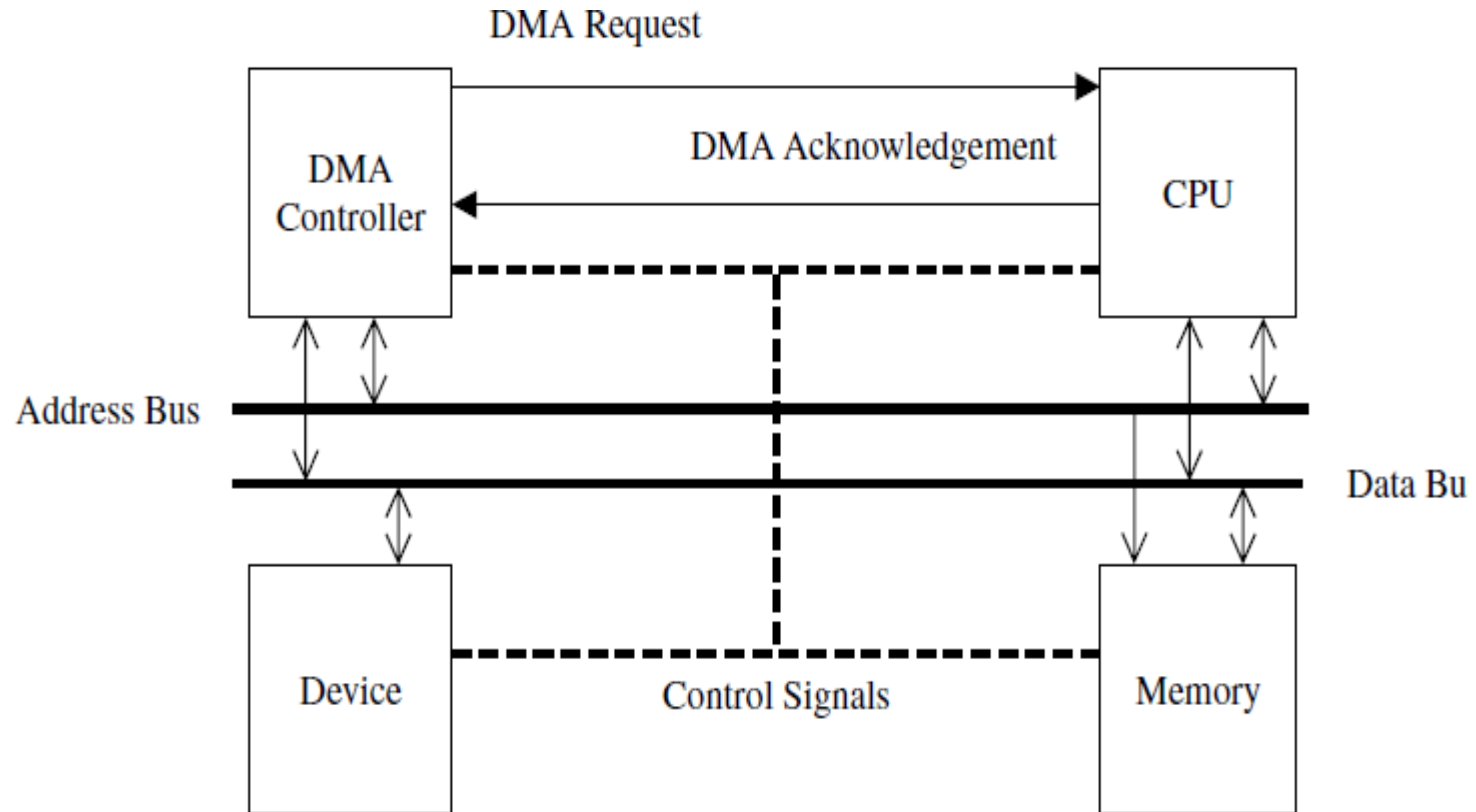 DMA Request
DMA Acknowledgement
DMA
Controller
CPU
Address Bus
Data Bu
Device
Control Signals
Memory